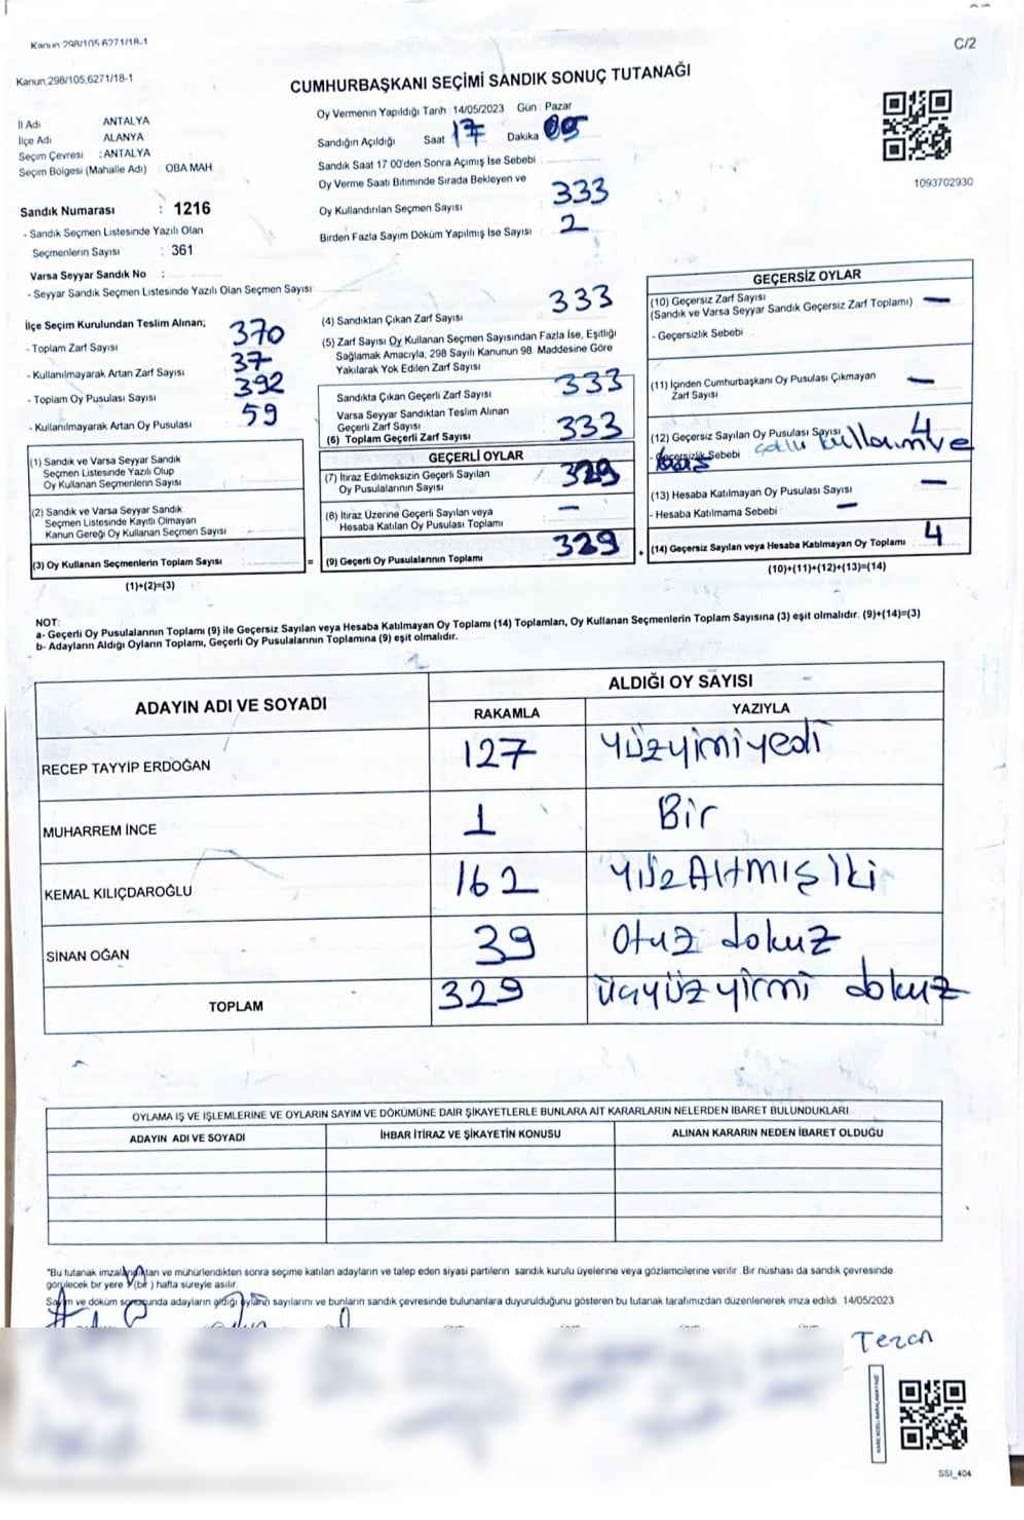 Kanun 298/105,6271/18-1
C/2
Kanun 298/105,6271/18-1
CUMHURBAŞKANI SEÇİMİ SANDIK SONUÇ TUTANAĞI
İl Adı ANTALYA
İlçe Adı ALANYA
Seçim Çevresi : ANTALYA
Seçim Bölgesi (Mahalle Adı) OBA MAH
Sandık Numarası : 1216
- Sandık Seçmen Listesinde Yazılı Olan
Seçmenlerin Sayısı : 361
Varsa Seyyar Sandık No :
- Seyyar Sandık Seçmen Listesinde Yazılı Olan Seçmen Sayısı
Oy Vermenin Yapıldığı Tarih 14/05/2023 Gün : Pazar
Sandığın Açıldığı Saat 17 Dakika 05
Sandık Saat 17 00'den Sonra Açımış İse Sebebi
Oy Verme Saati Bitiminde Sırada Bekleyen ve
Oy Kullandırılan Seçmen Sayısı 333
Birden Fazla Sayım Döküm Yapılmış İse Sayısı 2
1093702930
İlçe Seçim Kurulundan Teslim Alınan;
- Toplam Zarf Sayısı 370
- Kullanılmayarak Artan Zarf Sayısı 37
- Toplam Oy Pusulası Sayısı 392
- Kullanılmayarak Artan Oy Pusulası 59
(1) Sandık ve Varsa Seyyar Sandık
Seçmen Listesinde Yazılı Olup
Oy Kullanan Seçmenlerin Sayısı
(2) Sandık ve Varsa Seyyar Sandık
Seçmen Listesinde Kayıtlı Olmayan
Kanun Gereği Oy Kullanan Seçmen Sayısı
(3) Oy Kullanan Seçmenlerin Toplam Sayısı
(1)+(2)=(3)
(4) Sandıktan Çıkan Zarf Sayısı 333
(5) Zarf Sayısı Oy Kullanan Seçmen Sayısından Fazla İse, Eşitliği
Sağlamak Amacıyla, 298 Sayılı Kanunun 98. Maddesine Göre
Yakılarak Yok Edilen Zarf Sayısı
Sandıkta Çıkan Geçerli Zarf Sayısı 333
Varsa Seyyar Sandıktan Teslim Alınan
Geçerli Zarf Sayısı
(6) Toplam Geçerli Zarf Sayısı 333
GEÇERLİ OYLAR
(7) İtiraz Edilmeksizin Geçerli Sayılan
Oy Pusulalarının Sayısı 329
(8) İtiraz Üzerine Geçerli Sayılan veya
Hesaba Katılan Oy Pusulası Toplamı —
= (9) Geçerli Oy Pusulalarının Toplamı 329
GEÇERSİZ OYLAR
(10) Geçersiz Zarf Sayısı
(Sandık ve Varsa Seyyar Sandık Geçersiz Zarf Toplamı) —
- Geçersizlik Sebebi
(11) İçinden Cumhurbaşkanı Oy Pusulası Çıkmayan
Zarf Sayısı —
(12) Geçersiz Sayılan Oy Pusulası Sayısı 4
- Geçersizlik Sebebi
(13) Hesaba Katılmayan Oy Pusulası Sayısı —
- Hesaba Katılmama Sebebi —
(14) Geçersiz Sayılan veya Hesaba Katılmayan Oy Toplamı 4
(10)+(11)+(12)+(13)=(14)
NOT:
a- Geçerli Oy Pusulalarının Toplamı (9) ile Geçersiz Sayılan veya Hesaba Katılmayan Oy Toplamı (14) Toplamları, Oy Kullanan Seçmenlerin Toplam Sayısına (3) eşit olmalıdır. (9)+(14)=(3)
b- Adayların Aldığı Oyların Toplamı, Geçerli Oy Pusulalarının Toplamına (9) eşit olmalıdır.
ADAYIN ADI VE SOYADI
ALDIĞI OY SAYISI
RAKAMLA YAZIYLA
RECEP TAYYİP ERDOĞAN 127 Yüzyimiyedi
MUHARREM İNCE 1 Bir
KEMAL KILIÇDAROĞLU 162 YüzAltmış İki
SİNAN OĞAN 39 Otuz dokuz
TOPLAM 329 üçyüzyirmi dokuz
OYLAMA İŞ VE İŞLEMLERİNE VE OYLARIN SAYIM VE DÖKÜMÜNE DAİR ŞİKAYETLERLE BUNLARA AİT KARARLARIN NELERDEN İBARET BULUNDUKLARI
ADAYIN ADI VE SOYADI İHBAR İTİRAZ VE ŞİKAYETİN KONUSU ALINAN KARARIN NEDEN İBARET OLDUĞU
"Bu tutanak imzalandıktan ve mühürlendikten sonra seçime katılan adayların ve talep eden siyasi partilerin sandık kurulu üyelerine veya gözlemcilerine verilir. Bir nüshası da sandık çevresinde
görülecek bir yere 1(bir) hafta süreyle asılır.
Sayım ve döküm sonucunda adayların aldığı oyların sayılarını ve bunların sandık çevresinde bulunanlara duyurulduğunu gösteren bu tutanak tarafımızdan düzenlenerek imza edildi. 14/05/2023
Tezan
SSI_404